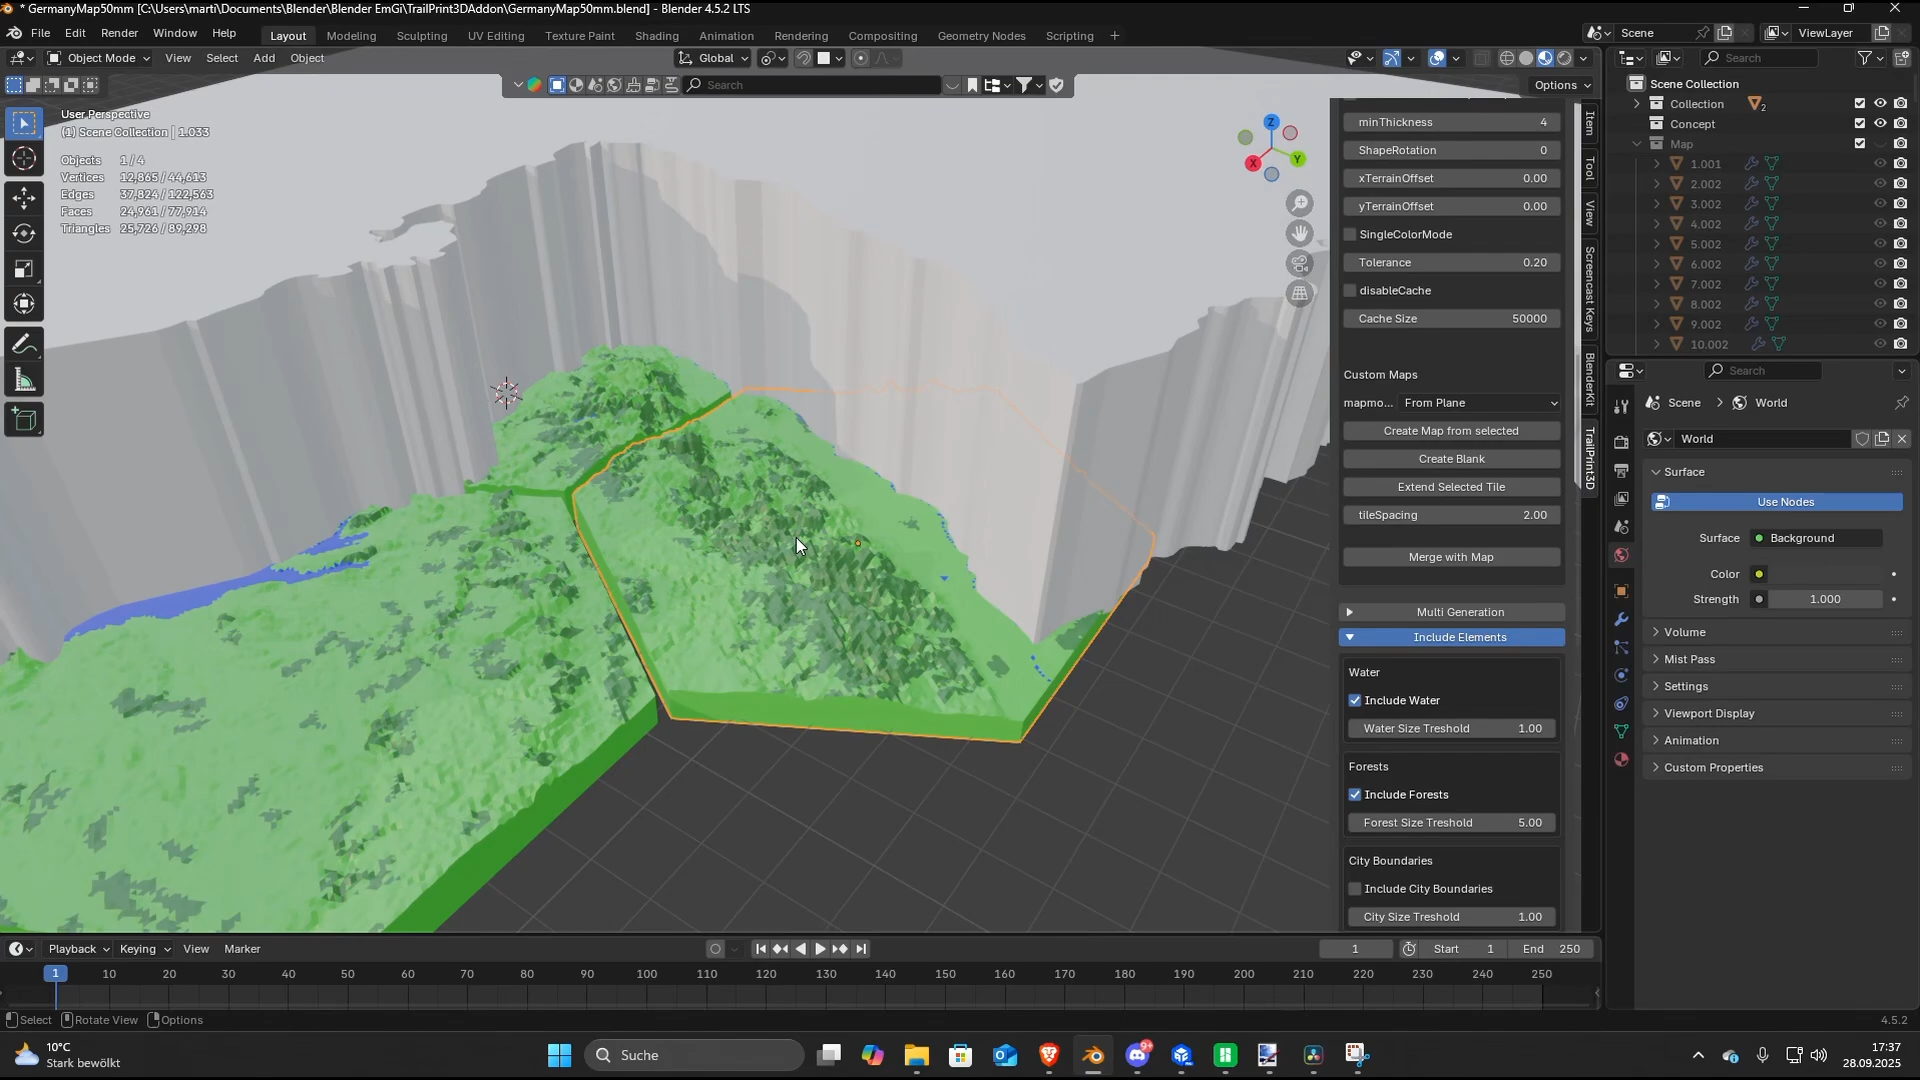 * GermanyMap50mm [C:\Users\marti\Documents\Blender\Blender EmGi\TrailPrint3DAddon\GermanyMap50mm.blend] - Blender 4.5.2 LTS
File Edit Render Window Help Layout Modeling Sculpting UV Editing Texture Paint Shading Animation Rendering Compositing Geometry Nodes Scripting + Scene ViewLayer
Object Mode View Select Add Object Global Search
Search Options
User Perspective
(1) Scene Collection | 1.033
Objects 1 / 4
Vertices 12,865 / 44,613
Edges 37,824 / 122,563
Faces 24,961 / 77,914
Triangles 25,726 / 89,298
Z
Y
X
minThickness 4
ShapeRotation 0
xTerrainOffset 0.00
yTerrainOffset 0.00
SingleColorMode
Tolerance 0.20
disableCache
Cache Size 50000
Custom Maps
mapmo... From Plane
Create Map from selected
Create Blank
Extend Selected Tile
tileSpacing 2.00
Merge with Map
Multi Generation
Include Elements
Water
Include Water
Water Size Treshold 1.00
Forests
Include Forests
Forest Size Treshold 5.00
City Boundaries
Include City Boundaries
City Size Treshold 1.00
Item
Tool
View
Screencast Keys
BlenderKit
TrailPrint3D
Scene Collection
Collection 2
Concept
Map
1.001
2.002
3.002
4.002
5.002
6.002
7.002
8.002
9.002
10.002
Search
Scene > World
World
Surface
Use Nodes
Surface Background
Color
Strength 1.000
Volume
Mist Pass
Settings
Viewport Display
Animation
Custom Properties
Playback Keying View Marker 1 Start 1 End 250
1 10 20 30 40 50 60 70 80 90 100 110 120 130 140 150 160 170 180 190 200 210 220 230 240 250
Select Rotate View Options 4.5.2
10°C
Stark bewölkt
Suche
9+
17:37
28.09.2025